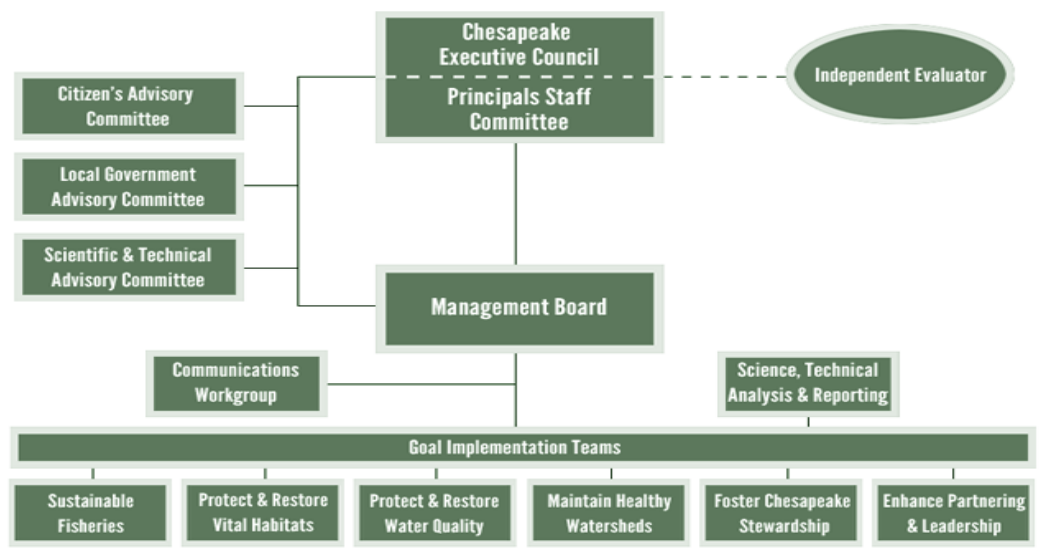 Chesapeake
Executive Council
Principals Staff
Committee
Independent Evaluator
Citizen's Advisory
Committee
Local Government
Advisory Committee
Scientific & Technical
Advisory Committee
Management Board
Communications
Workgroup
Science, Technical
Analysis & Reporting
Goal Implementation Teams
Sustainable
Fisheries
Protect & Restore
Vital Habitats
Protect & Restore
Water Quality
Maintain Healthy
Watersheds
Foster Chesapeake
Stewardship
Enhance Partnering
& Leadership